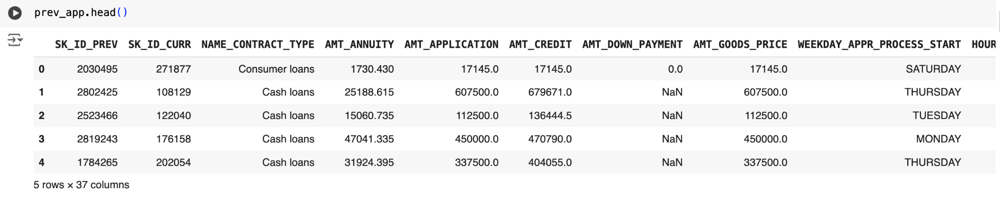 prev_app.head()
SK_ID_PREV SK_ID_CURR NAME_CONTRACT_TYPE AMT_ANNUITY AMT_APPLICATION AMT_CREDIT AMT_DOWN_PAYMENT AMT_GOODS_PRICE WEEKDAY_APPR_PROCESS_START HOUR
0 2030495 271877 Consumer loans 1730.430 17145.0 17145.0 0.0 17145.0 SATURDAY
1 2802425 108129 Cash loans 25188.615 607500.0 679671.0 NaN 607500.0 THURSDAY
2 2523466 122040 Cash loans 15060.735 112500.0 136444.5 NaN 112500.0 TUESDAY
3 2819243 176158 Cash loans 47041.335 450000.0 470790.0 NaN 450000.0 MONDAY
4 1784265 202054 Cash loans 31924.395 337500.0 404055.0 NaN 337500.0 THURSDAY
5 rows × 37 columns